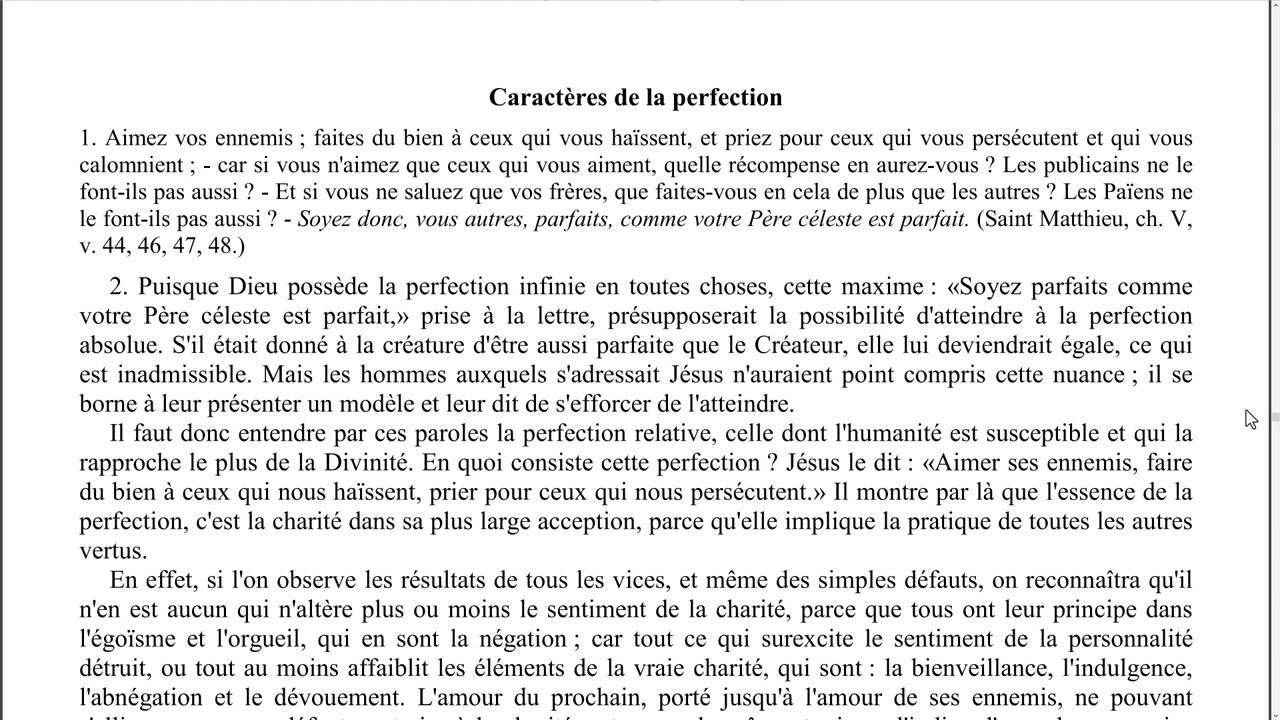 Caractères de la perfection
1. Aimez vos ennemis ; faites du bien à ceux qui vous haïssent, et priez pour ceux qui vous persécutent et qui vous
calomnient ; - car si vous n'aimez que ceux qui vous aiment, quelle récompense en aurez-vous ? Les publicains ne le
font-ils pas aussi ? - Et si vous ne saluez que vos frères, que faites-vous en cela de plus que les autres ? Les Païens ne
le font-ils pas aussi ? - Soyez donc, vous autres, parfaits, comme votre Père céleste est parfait. (Saint Matthieu, ch. V,
v. 44, 46, 47, 48.)
2. Puisque Dieu possède la perfection infinie en toutes choses, cette maxime : «Soyez parfaits comme
votre Père céleste est parfait,» prise à la lettre, présupposerait la possibilité d'atteindre à la perfection
absolue. S'il était donné à la créature d'être aussi parfaite que le Créateur, elle lui deviendrait égale, ce qui
est inadmissible. Mais les hommes auxquels s'adressait Jésus n'auraient point compris cette nuance ; il se
borne à leur présenter un modèle et leur dit de s'efforcer de l'atteindre.
Il faut donc entendre par ces paroles la perfection relative, celle dont l'humanité est susceptible et qui la
rapproche le plus de la Divinité. En quoi consiste cette perfection ? Jésus le dit : «Aimer ses ennemis, faire
du bien à ceux qui nous haïssent, prier pour ceux qui nous persécutent.» Il montre par là que l'essence de la
perfection, c'est la charité dans sa plus large acception, parce qu'elle implique la pratique de toutes les autres
vertus.
En effet, si l'on observe les résultats de tous les vices, et même des simples défauts, on reconnaîtra qu'il
n'en est aucun qui n'altère plus ou moins le sentiment de la charité, parce que tous ont leur principe dans
l'égoïsme et l'orgueil, qui en sont la négation ; car tout ce qui surexcite le sentiment de la personnalité
détruit, ou tout au moins affaiblit les éléments de la vraie charité, qui sont : la bienveillance, l'indulgence,
l'abnégation et le dévouement. L'amour du prochain, porté jusqu'à l'amour de ses ennemis, ne pouvant